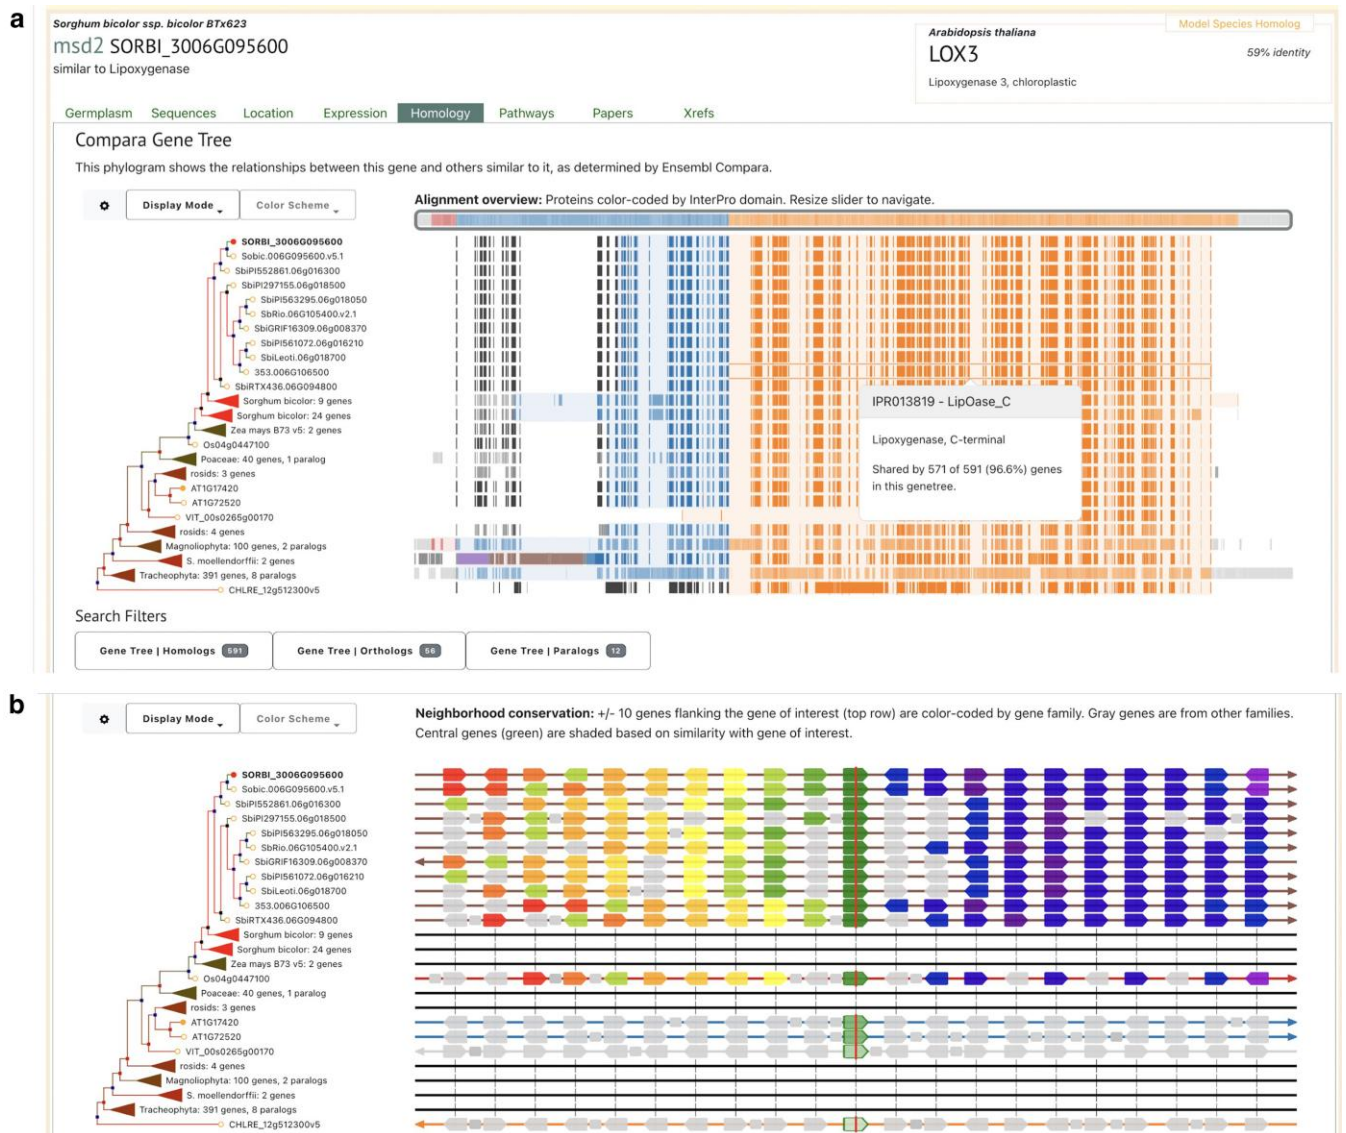 a
Sorghum bicolor ssp. bicolor BTx623
msd2 SORBI_3006G095600
similar to Lipoxygenase
Model Species Homolog
Arabidopsis thaliana
LOX3
59% identity
Lipoxygenase 3, chloroplastic
Germplasm Sequences Location Expression Homology Pathways Papers Xrefs
Compara Gene Tree
This phylogram shows the relationships between this gene and others similar to it, as determined by Ensembl Compara.
Display Mode Color Scheme
Alignment overview: Proteins color-coded by InterPro domain. Resize slider to navigate.
SORBI_3006G095600
Sobic.006G095600.v5.1
SbiPI552861.06g016300
SbiPI297155.06g018500
SbiPI563295.06g018050
SbRio.06G105400.v2.1
SbiGRIF16309.06g008370
SbiPI561072.06g016210
SbiLeoti.06g018700
353.006G106500
SbiRTX436.06G094800
Sorghum bicolor: 9 genes
Sorghum bicolor: 24 genes
Zea mays B73 v5: 2 genes
Os04g0447100
Poaceae: 40 genes, 1 paralog
rosids: 3 genes
AT1G17420
AT1G72520
VIT_00s0265g00170
rosids: 4 genes
Magnoliophyta: 100 genes, 2 paralogs
S. moellendorffii: 2 genes
Tracheophyta: 391 genes, 8 paralogs
CHLRE_12g512300v5
IPR013819 - LipOase_C
Lipoxygenase, C-terminal
Shared by 571 of 591 (96.6%) genes
in this genetree.
Search Filters
Gene Tree | Homologs 591 Gene Tree | Orthologs 56 Gene Tree | Paralogs 12
b
Display Mode Color Scheme
Neighborhood conservation: +/- 10 genes flanking the gene of interest (top row) are color-coded by gene family. Gray genes are from other families.
Central genes (green) are shaded based on similarity with gene of interest.
SORBI_3006G095600
Sobic.006G095600.v5.1
SbiPI552861.06g016300
SbiPI297155.06g018500
SbiPI563295.06g018050
SbRio.06G105400.v2.1
SbiGRIF16309.06g008370
SbiPI561072.06g016210
SbiLeoti.06g018700
353.006G106500
SbiRTX436.06G094800
Sorghum bicolor: 9 genes
Sorghum bicolor: 24 genes
Zea mays B73 v5: 2 genes
Os04g0447100
Poaceae: 40 genes, 1 paralog
rosids: 3 genes
AT1G17420
AT1G72520
VIT_00s0265g00170
rosids: 4 genes
Magnoliophyta: 100 genes, 2 paralogs
S. moellendorffii: 2 genes
Tracheophyta: 391 genes, 8 paralogs
CHLRE_12g512300v5